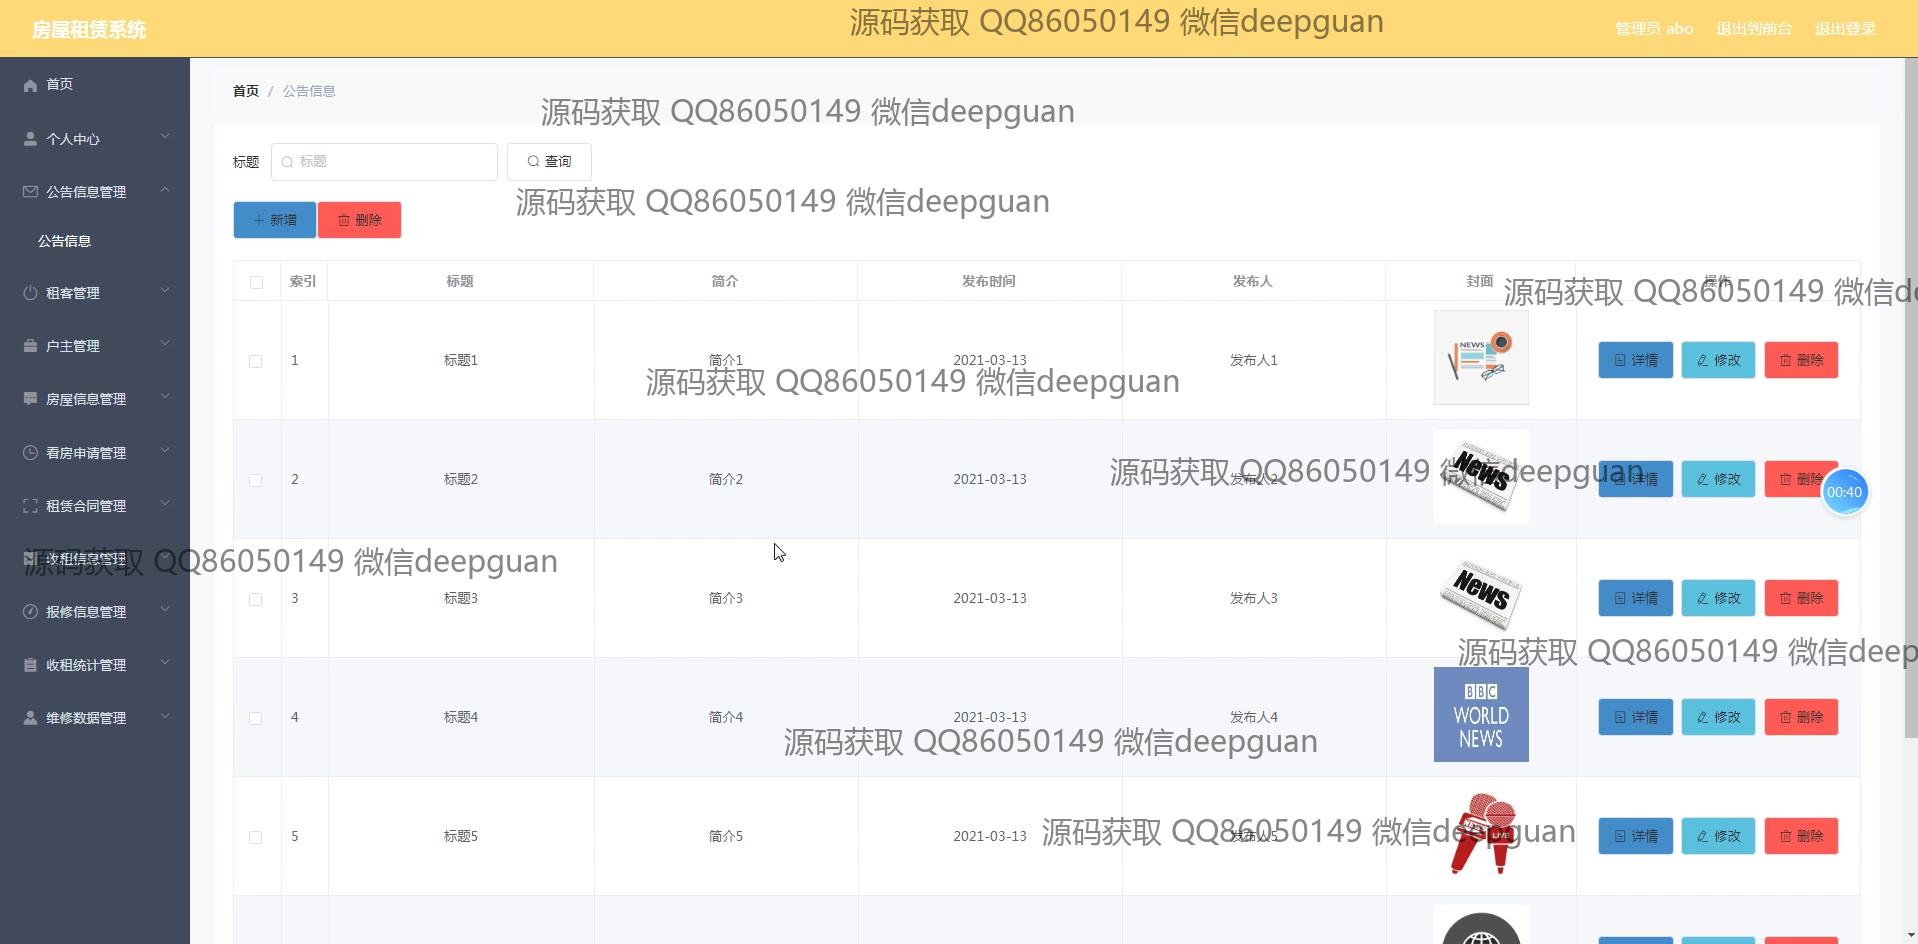 房屋租赁系统
源码获取 QQ86050149 微信deepguan
管理员 abo 退出到前台 退出登录
首页
个人中心
公告信息管理
公告信息
租客管理
户主管理
房屋信息管理
看房申请管理
租赁合同管理
收租信息管理
源码获取 QQ86050149 微信deepguan
报修信息管理
收租统计管理
维修数据管理
首页 / 公告信息
源码获取 QQ86050149 微信deepguan
标题 标题 查询
源码获取 QQ86050149 微信deepguan
新增 删除
索引 标题 简介 发布时间 发布人 封面 操作
源码获取 QQ86050149 微信de
1 标题1 简介1 2021-03-13 发布人1 NEWS 详情 修改 删除
源码获取 QQ86050149 微信deepguan
2 标题2 简介2 2021-03-13 发布人2 News 详情 修改 删除
源码获取 QQ86050149 微信deepguan
00:40
3 标题3 简介3 2021-03-13 发布人3 News 详情 修改 删除
源码获取 QQ86050149 微信deep
4 标题4 简介4 2021-03-13 发布人4 详情 修改 删除
BBC
WORLD
NEWS
源码获取 QQ86050149 微信deepguan
5 标题5 简介5 2021-03-13 发布人5 NEWS LIVE 详情 修改 删除
源码获取 QQ86050149 微信deepguan